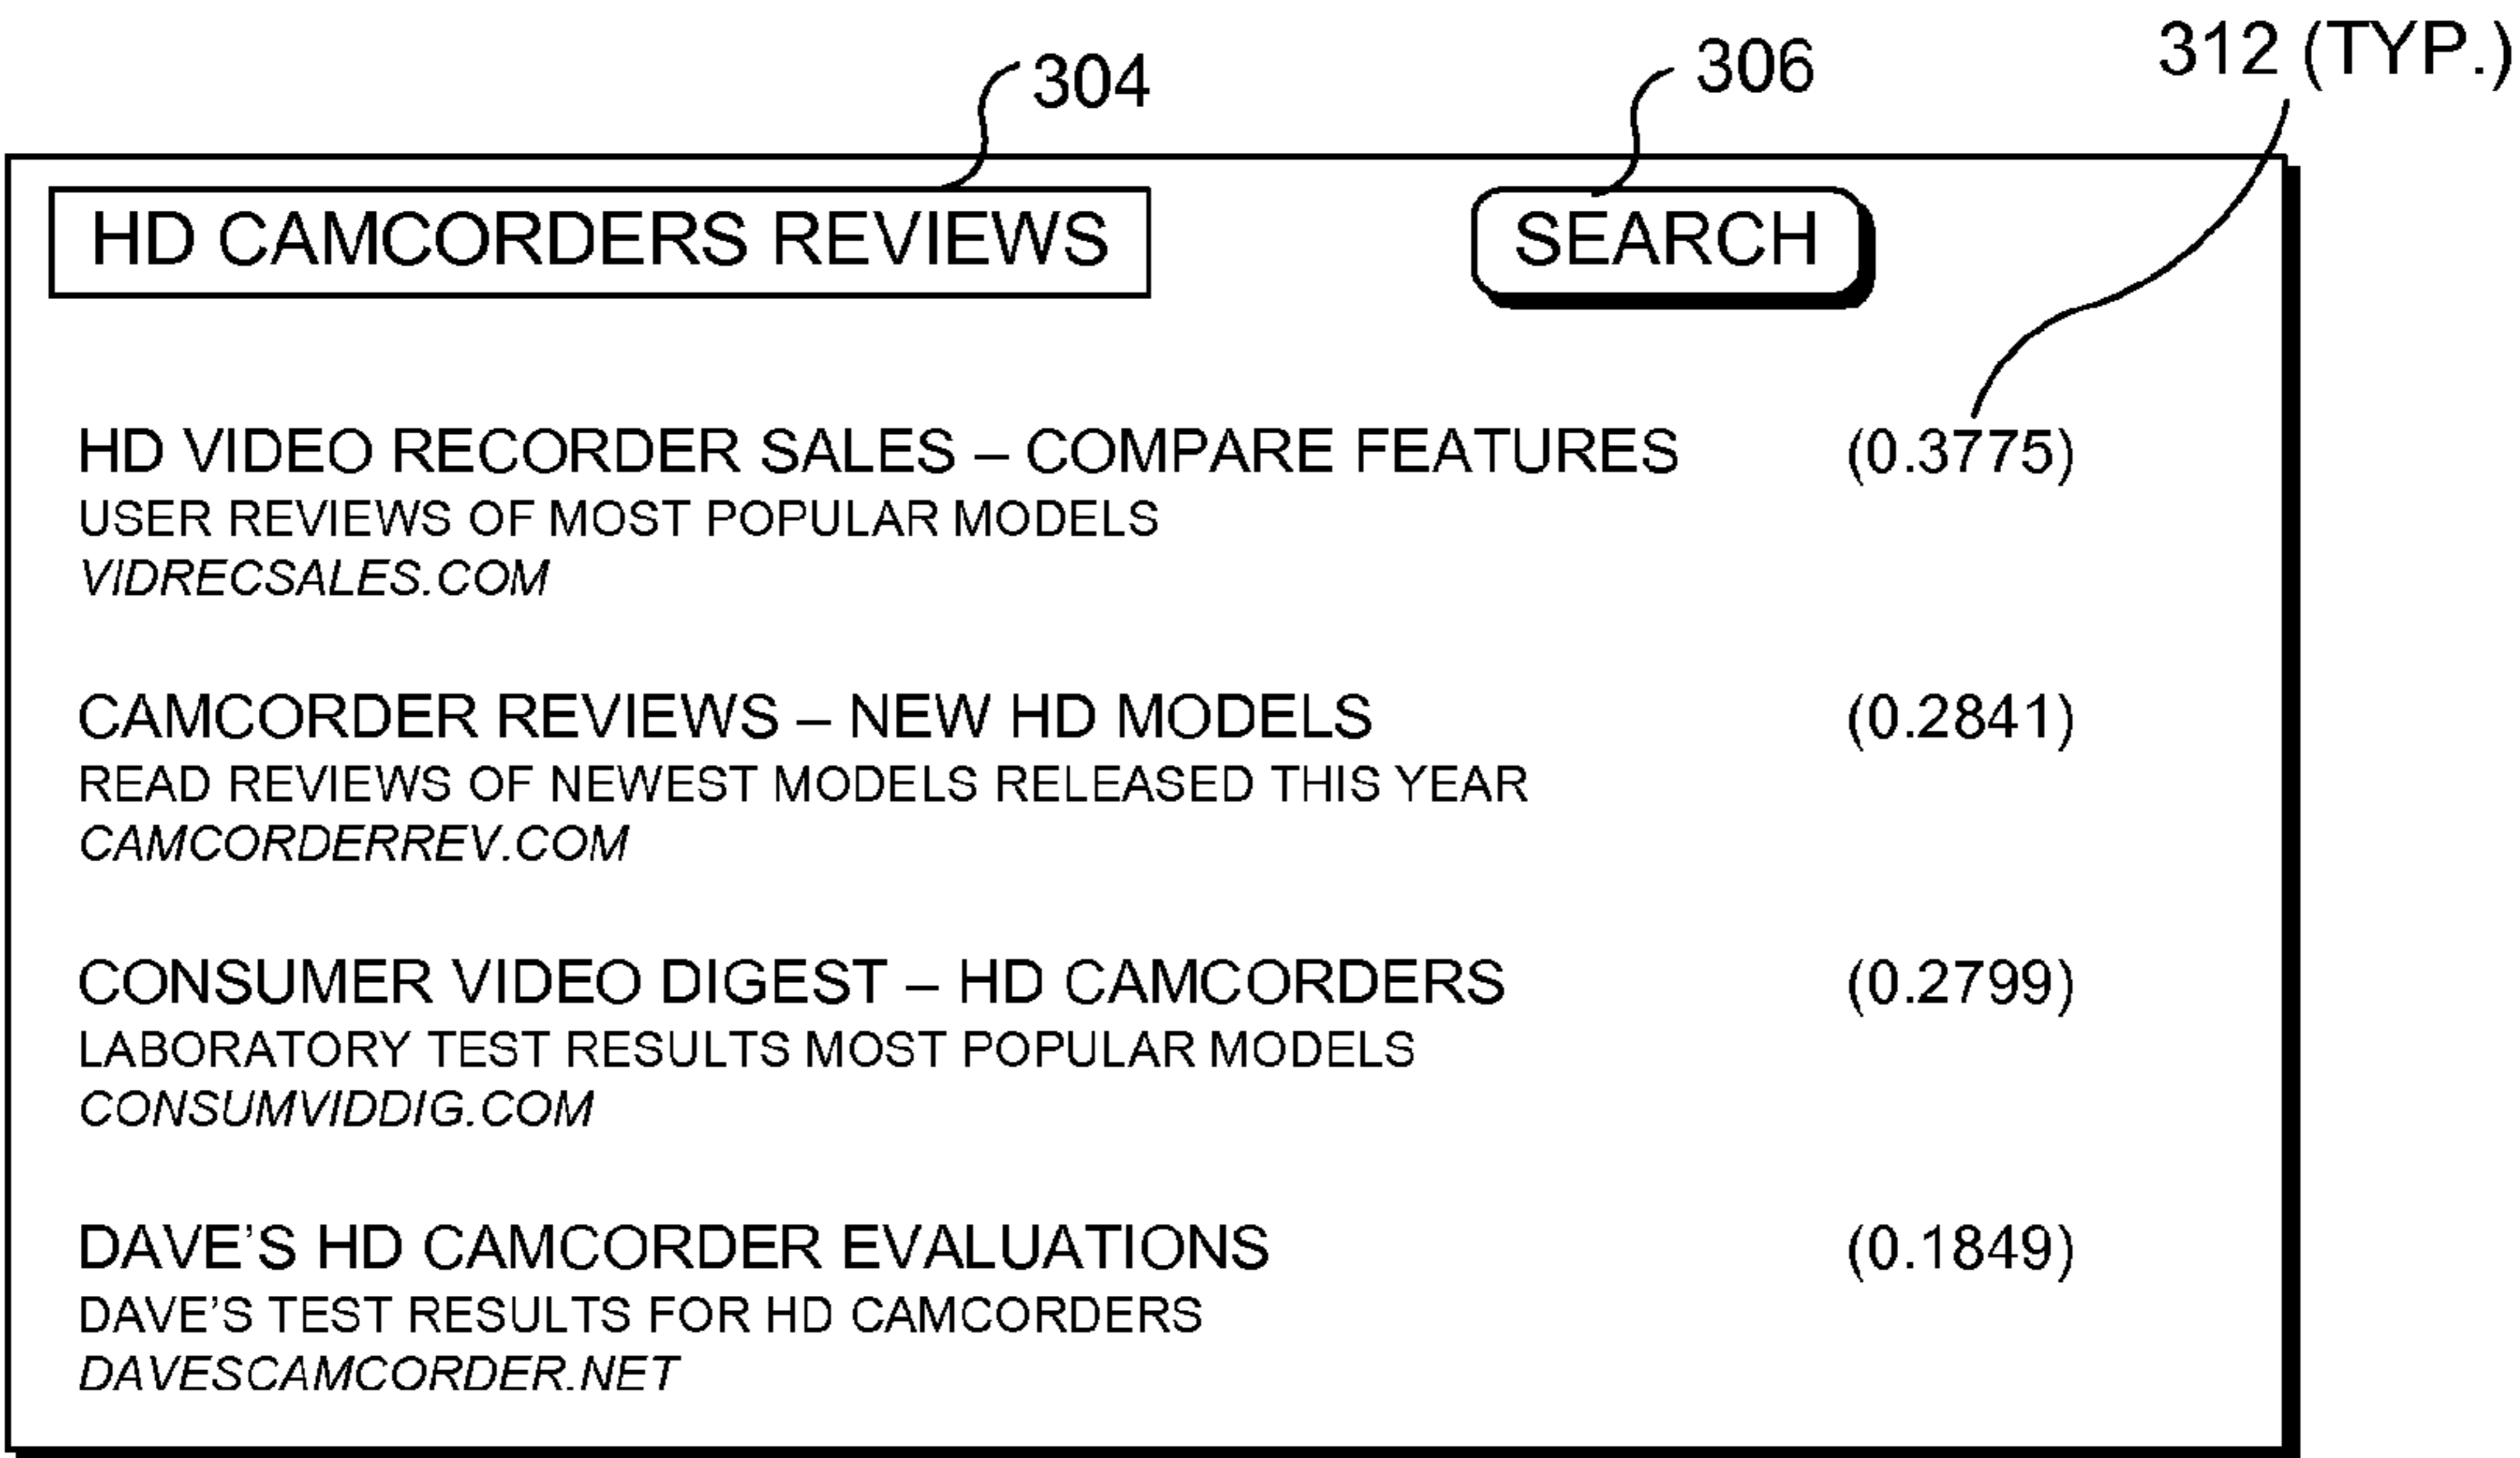 304
306
312 (TYP.)
HD CAMCORDERS REVIEWS
SEARCH
HD VIDEO RECORDER SALES – COMPARE FEATURES (0.3775)
USER REVIEWS OF MOST POPULAR MODELS
VIDRECSALES.COM
CAMCORDER REVIEWS – NEW HD MODELS (0.2841)
READ REVIEWS OF NEWEST MODELS RELEASED THIS YEAR
CAMCORDERREV.COM
CONSUMER VIDEO DIGEST – HD CAMCORDERS (0.2799)
LABORATORY TEST RESULTS MOST POPULAR MODELS
CONSUMVIDDIG.COM
DAVE'S HD CAMCORDER EVALUATIONS (0.1849)
DAVE'S TEST RESULTS FOR HD CAMCORDERS
DAVESCAMCORDER.NET